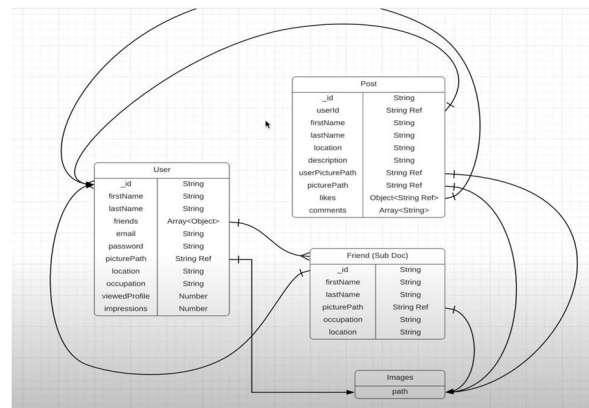 Post
_id String
userId String Ref
firstName String
lastName String
location String
description String
userPicturePath String Ref
picturePath String Ref
likes Object<String Ref>
comments Array<String>
User
_id String
firstName String
lastName String
friends Array<Object>
email String
password String
picturePath String Ref
location String
occupation String
viewedProfile Number
impressions Number
Friend (Sub Doc)
_id String
firstName String
lastName String
picturePath String Ref
occupation String
location String
Images
path